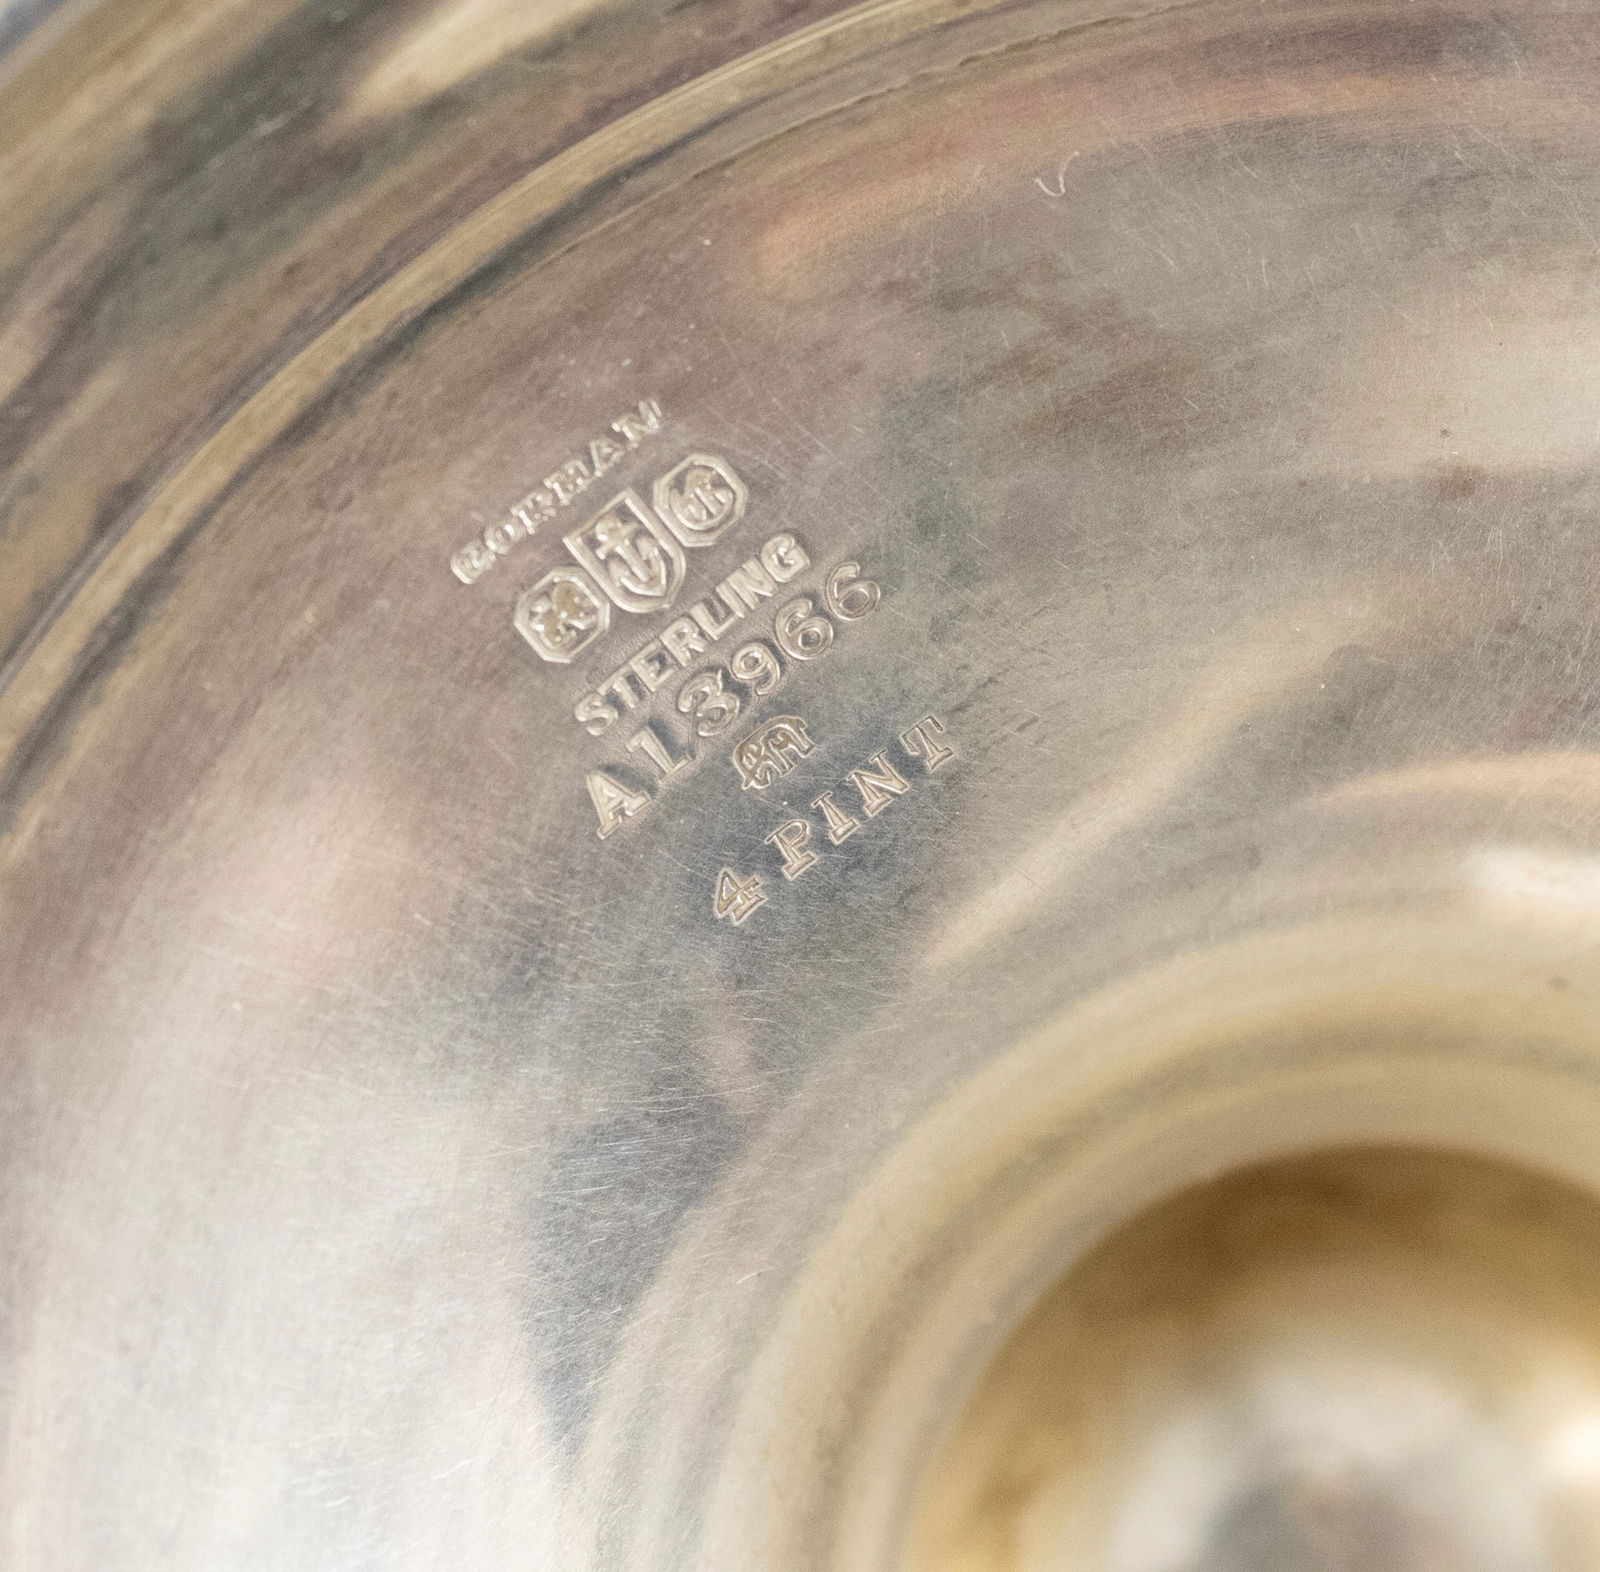 GORHAM
STERLING
A13966
4 PINT